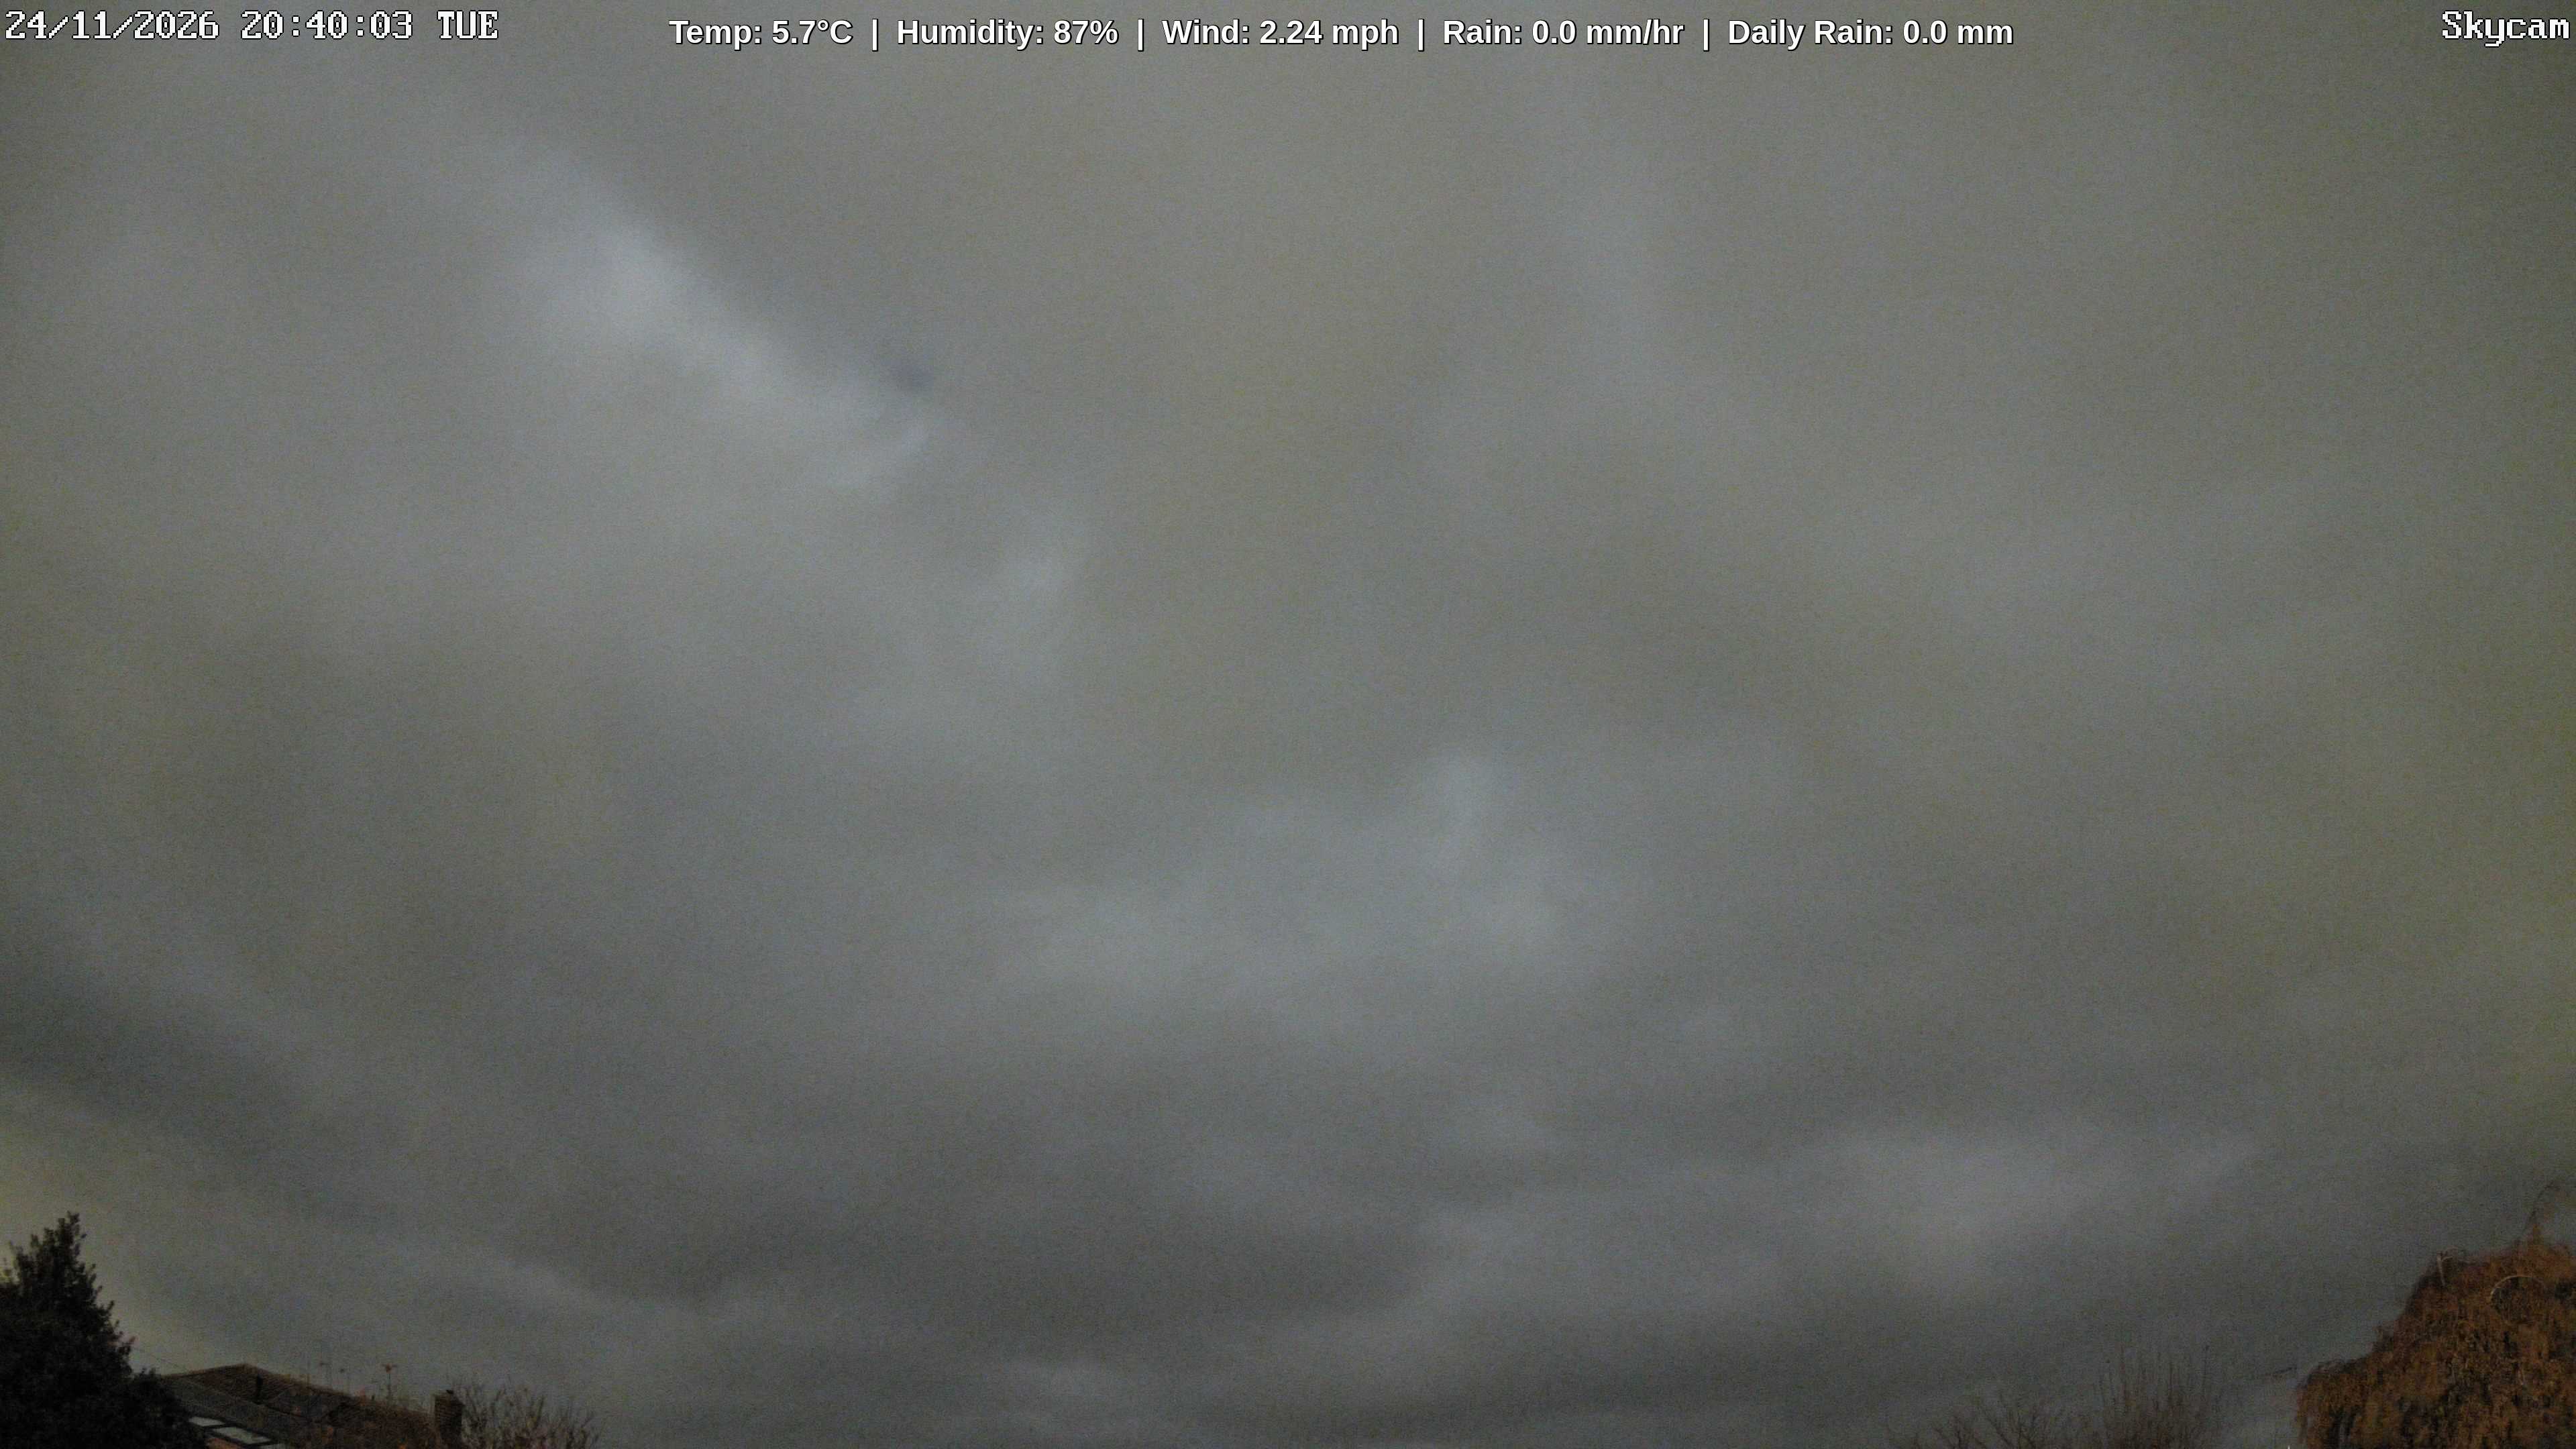 24/11/2026 20:40:03 TUE
Temp: 5.7°C | Humidity: 87% | Wind: 2.24 mph | Rain: 0.0 mm/hr | Daily Rain: 0.0 mm
Skycam